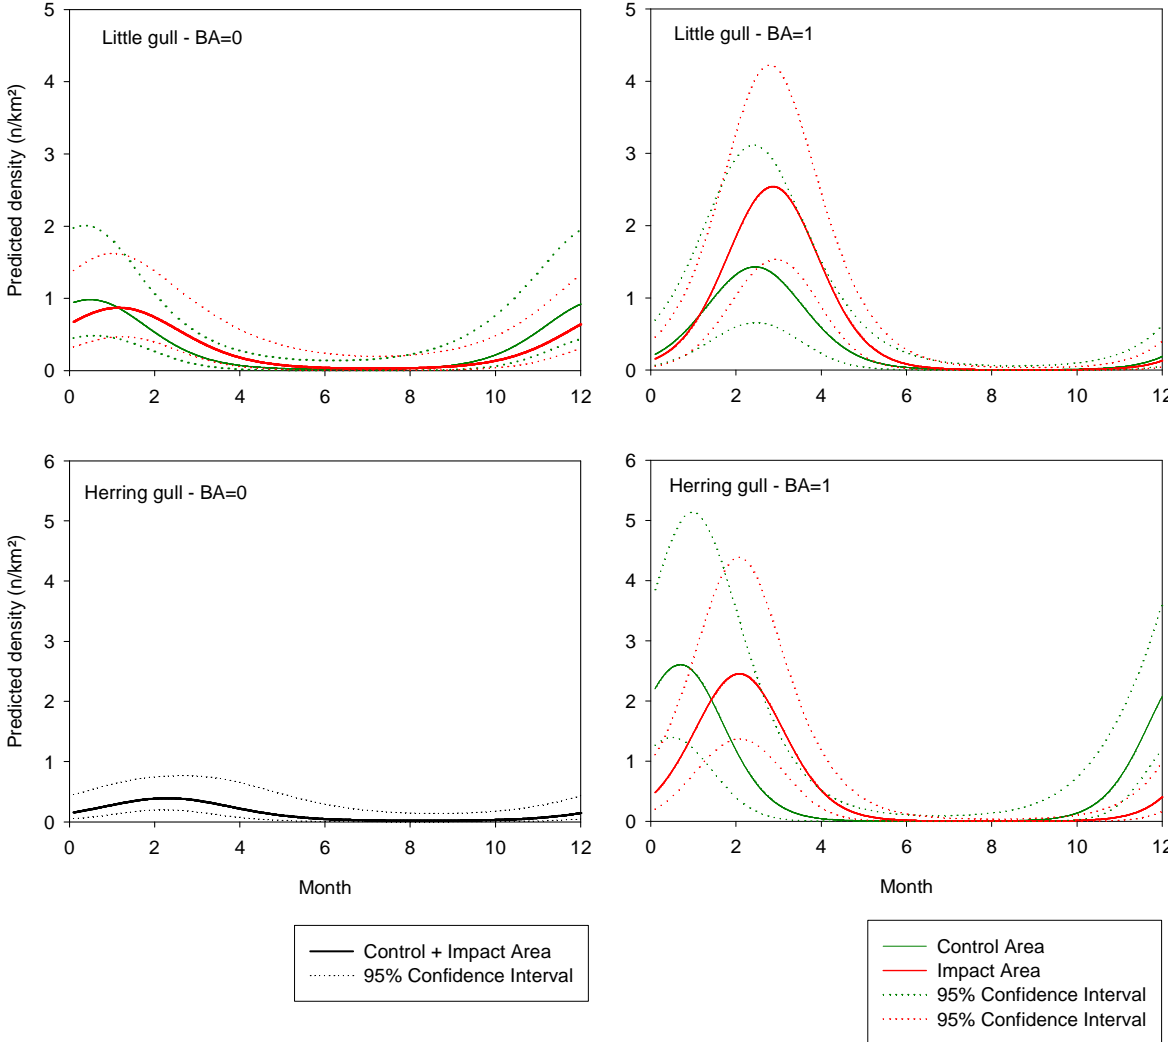 Little gull - BA=0
Predicted density (n/km²)
5
4
3
2
1
0
0 2 4 6 8 10 12
Little gull - BA=1
5
4
3
2
1
0
0 2 4 6 8 10 12
Herring gull - BA=0
Predicted density (n/km²)
6
5
4
3
2
1
0
0 2 4 6 8 10 12
Month
Herring gull - BA=1
6
5
4
3
2
1
0
0 2 4 6 8 10 12
Month
Control + Impact Area
95% Confidence Interval
Control Area
Impact Area
95% Confidence Interval
95% Confidence Interval